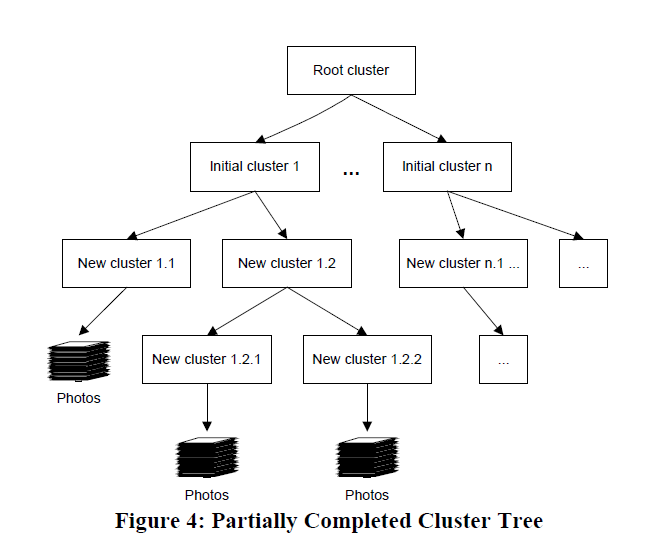 Root cluster
Initial cluster 1
...
Initial cluster n
New cluster 1.1
New cluster 1.2
New cluster n.1 ...
...
New cluster 1.2.1
New cluster 1.2.2
...
Photos
Photos
Photos
Figure 4: Partially Completed Cluster Tree